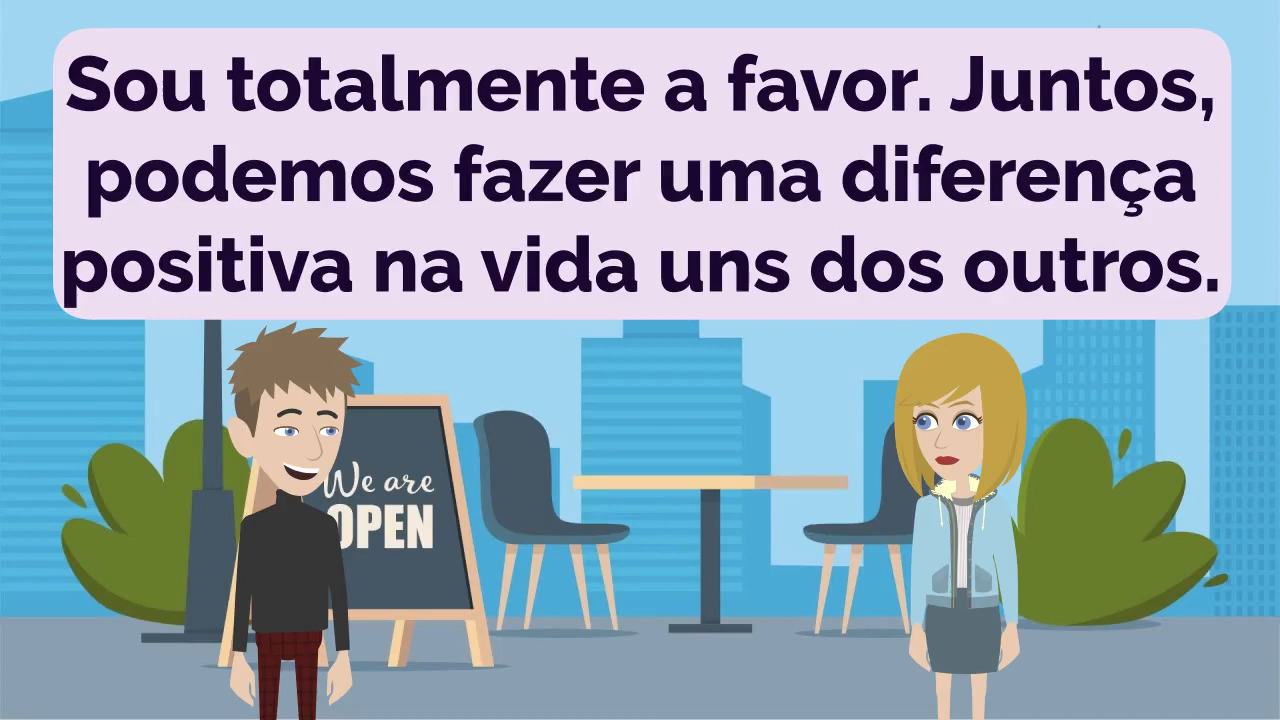 Sou totalmente a favor. Juntos,
podemos fazer uma diferença
positiva na vida uns dos outros.
We are
OPEN